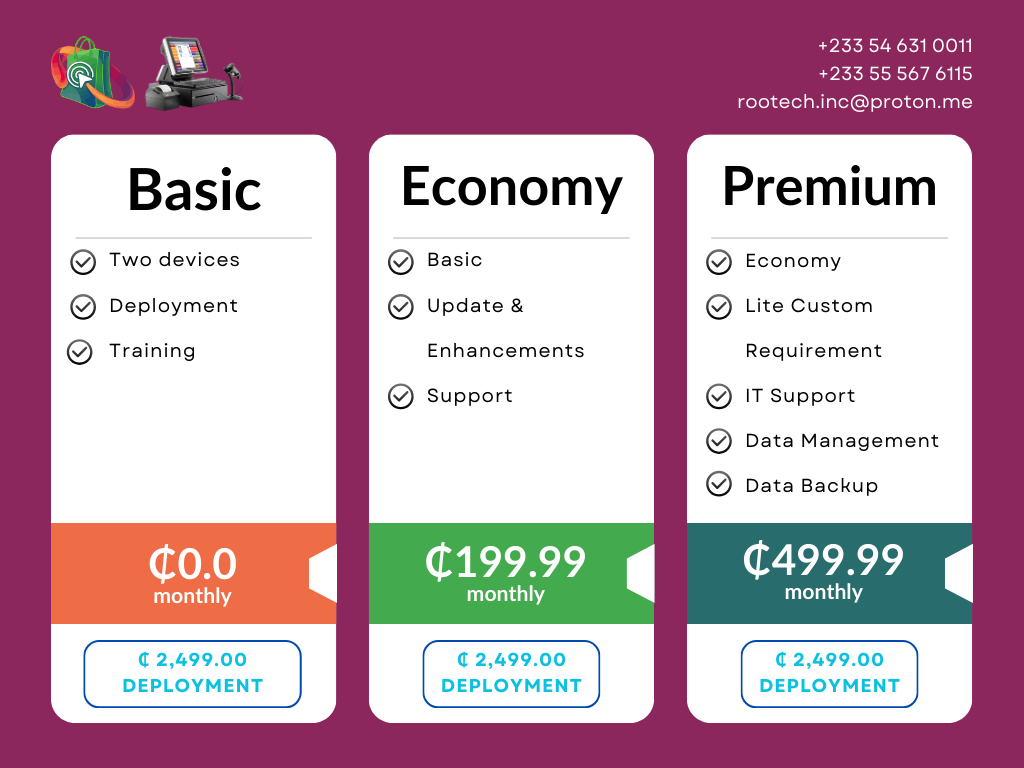 +233 54 631 0011
+233 55 567 6115
rootech.inc@proton.me
Basic
Two devices
Deployment
Training
₵0.0
monthly
₵ 2,499.00
DEPLOYMENT
Economy
Basic
Update &
Enhancements
Support
₵199.99
monthly
₵ 2,499.00
DEPLOYMENT
Premium
Economy
Lite Custom
Requirement
IT Support
Data Management
Data Backup
₵499.99
monthly
₵ 2,499.00
DEPLOYMENT